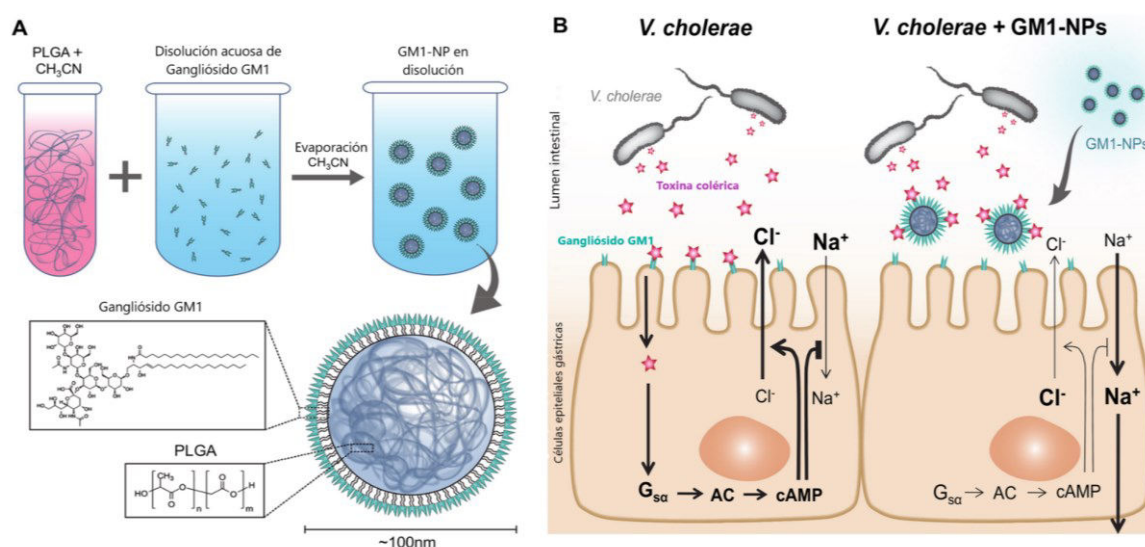 A
PLGA +
CH₃CN
Disolución acuosa de
Gangliósido GM1
GM1-NP en
disolución
Evaporación
CH₃CN
Gangliósido GM1
PLGA
~100nm
B
V. cholerae
V. cholerae + GM1-NPs
Lumen intestinal
V. cholerae
GM1-NPs
Toxina colérica
Gangliósido GM1
Cl⁻
Na⁺
Cl⁻
Na⁺
Células epiteliales gástricas
Cl⁻
Na⁺
Cl⁻
Na⁺
Gsα
AC
cAMP
Gsα
AC
cAMP